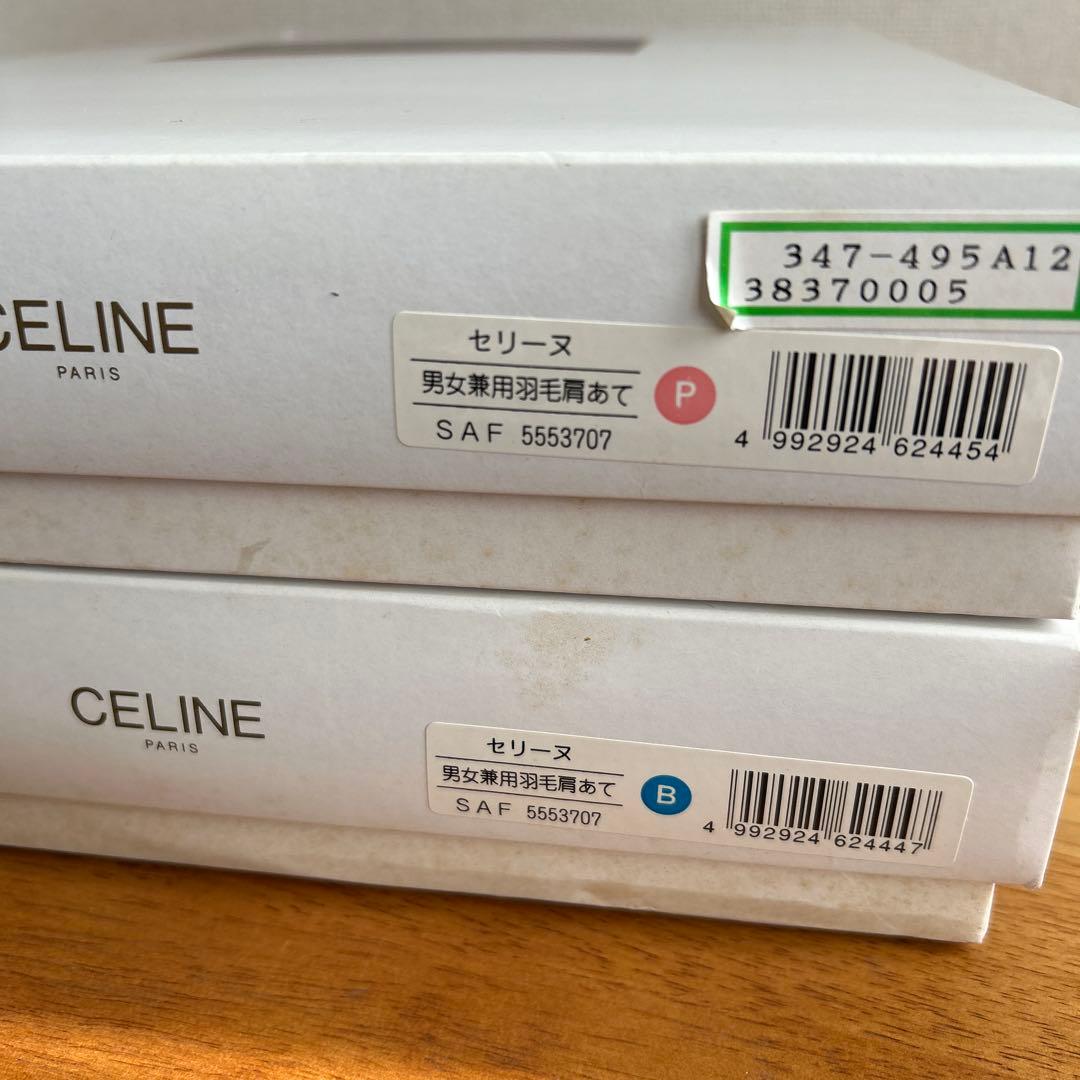 347-495A12
38370005
CELINE
PARIS
セリーヌ
男女兼用羽毛肩あて
SAF 5553707
P
4 992924 624454
CELINE
PARIS
セリーヌ
男女兼用羽毛肩あて
SAF 5553707
B
4 992924 624447